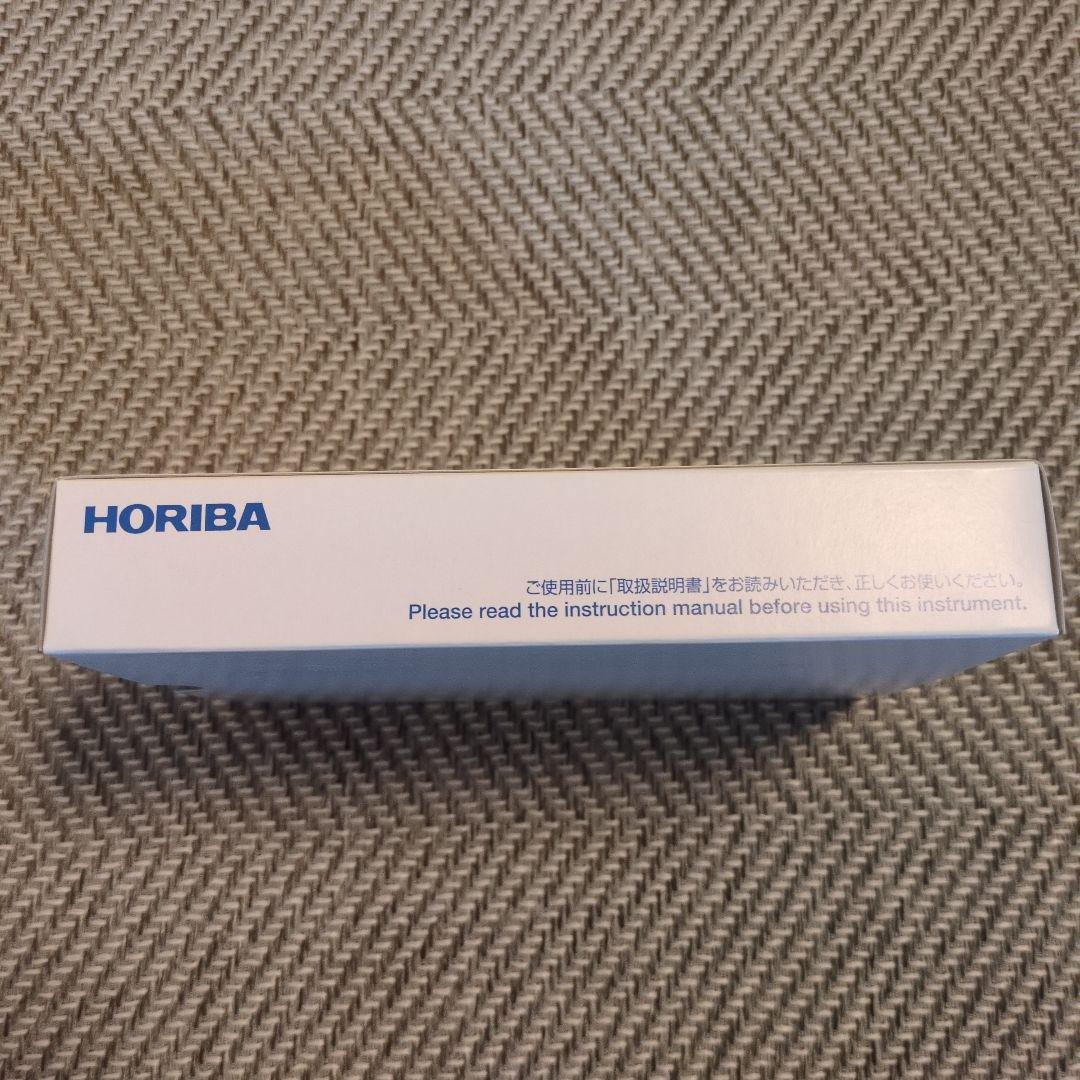 HORIBA
ご使用前に「取扱説明書」をお読みいただき、正しくお使いください。
Please read the instruction manual before using this instrument.